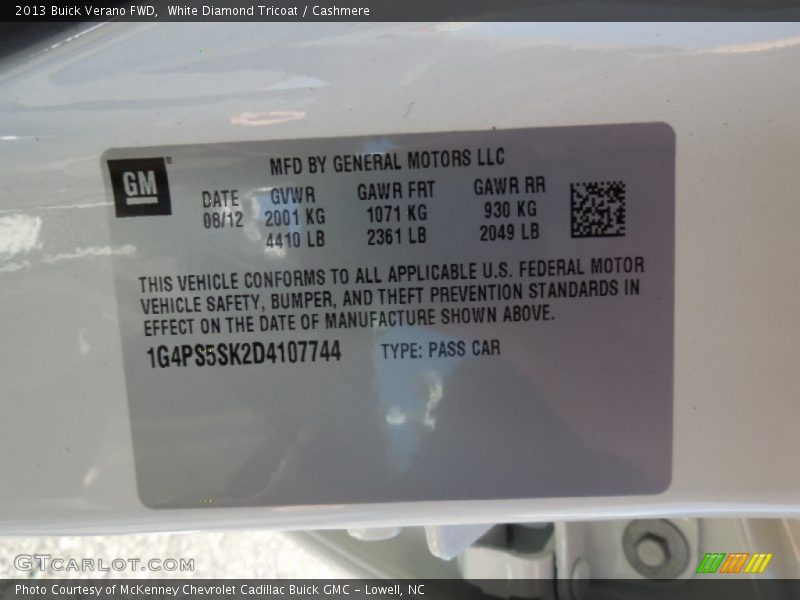 2013 Buick Verano FWD, White Diamond Tricoat / Cashmere
GM®
MFD BY GENERAL MOTORS LLC
DATE GVWR GAWR FRT GAWR RR
08/12 2001 KG 1071 KG 930 KG
4410 LB 2361 LB 2049 LB
THIS VEHICLE CONFORMS TO ALL APPLICABLE U.S. FEDERAL MOTOR
VEHICLE SAFETY, BUMPER, AND THEFT PREVENTION STANDARDS IN
EFFECT ON THE DATE OF MANUFACTURE SHOWN ABOVE.
1G4PS5SK2D4107744 TYPE: PASS CAR
GTCARLOT.COM
Photo Courtesy of McKenney Chevrolet Cadillac Buick GMC - Lowell, NC